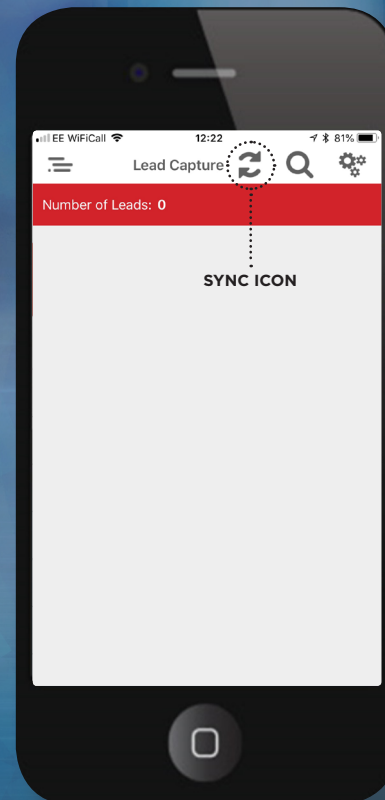 EE WiFiCall 12:22 81%
Lead Capture
Number of Leads: 0
SYNC ICON